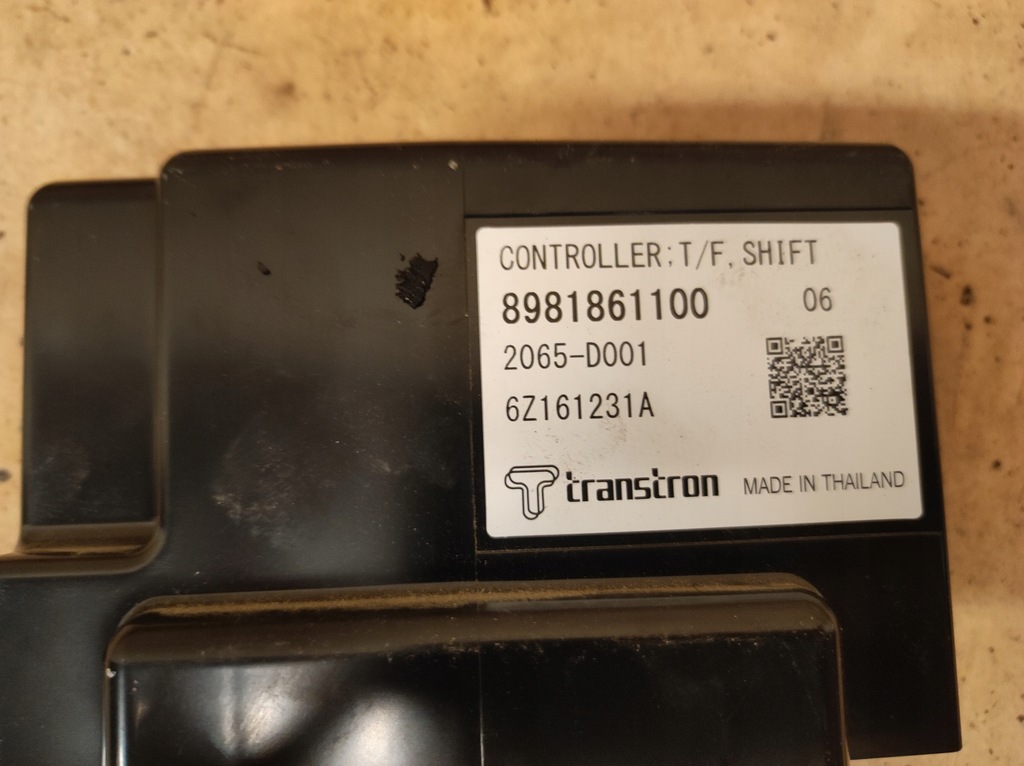 CONTROLLER;T/F,SHIFT
8981861100 06
2065-D001
6Z161231A
transtron MADE IN THAILAND